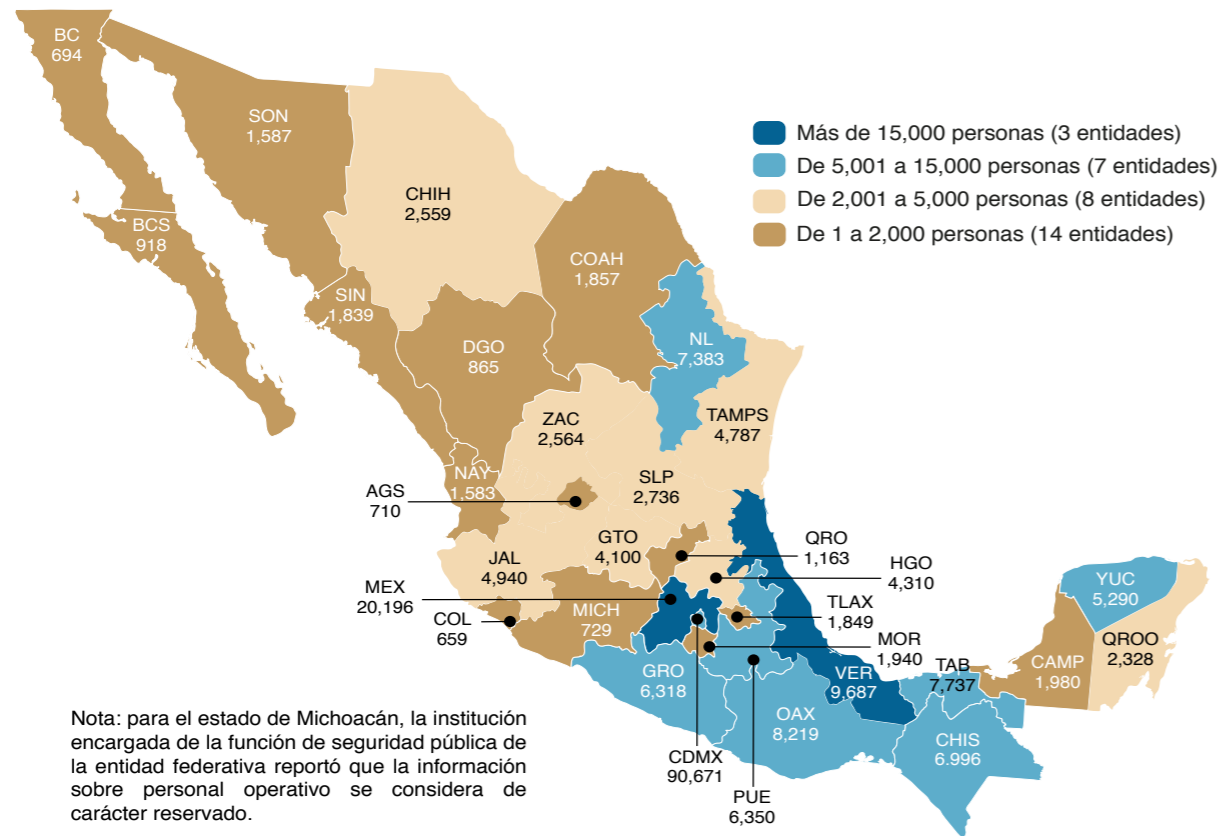 BC
694
SON
1,587
Más de 15,000 personas (3 entidades)
De 5,001 a 15,000 personas (7 entidades)
De 2,001 a 5,000 personas (8 entidades)
De 1 a 2,000 personas (14 entidades)
CHIH
2,559
BCS
918
COAH
1,857
SIN
1,839
NL
7,383
DGO
865
ZAC
2,564
TAMPS
4,787
NAY
1,583
SLP
2,736
AGS
710
GTO
4,100
QRO
1,163
JAL
4,940
HGO
4,310
MEX
20,196
YUC
5,290
MICH
729
TLAX
1,849
COL
659
MOR
1,940
QROO
2,328
GRO
6,318
VER
9,687
TAB
7,737
CAMP
1,980
OAX
8,219
CHIS
6.996
CDMX
90,671
PUE
6,350
Nota: para el estado de Michoacán, la institución
encargada de la función de seguridad pública de
la entidad federativa reportó que la información
sobre personal operativo se considera de
carácter reservado.